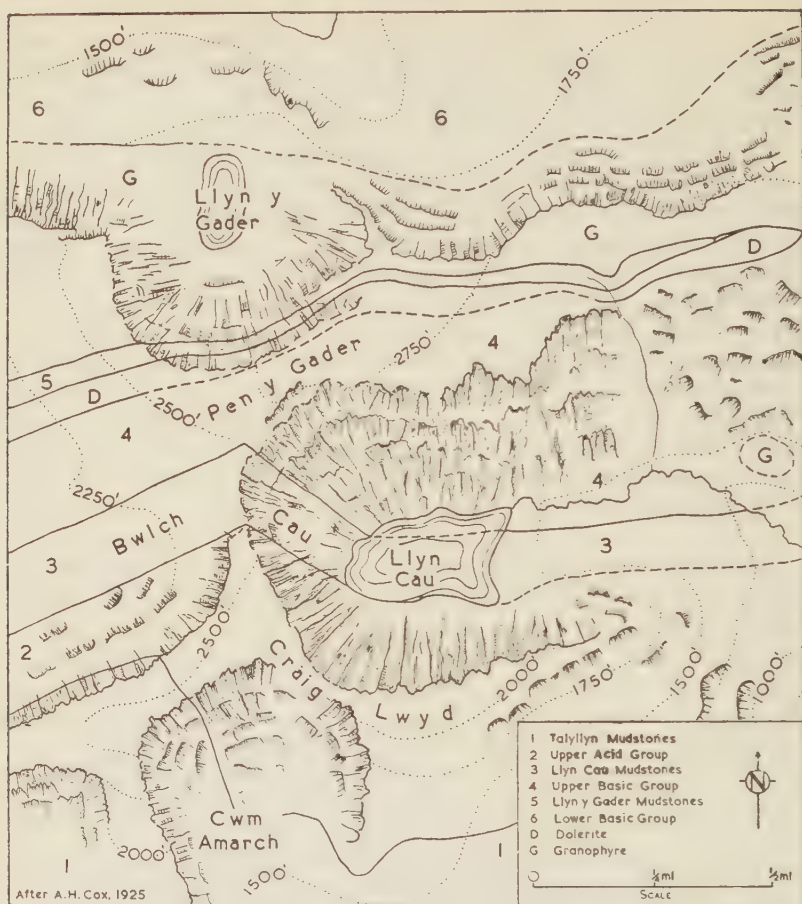 1500'
1750'
6
6
G
Llyn y
Gader
G
D
4
2750'
5
D
Pen y Gader
2500'
4
G
2250'
4
Bwlch
Cau
3
Llyn
Cau
3
2
2500'
Craig
Lwyd
2000'
1750'
1500'
1000'
Cwm
Amarch
1
2000'
1500'
1
1 Talyllyn Mudstones
2 Upper Acid Group
3 Llyn Cau Mudstones
4 Upper Basic Group
5 Llyn y Gader Mudstones
6 Lower Basic Group
D Dolerite
G Granophyre
N
0 ¼ml ½ml
SCALE
After A.H. Cox, 1925